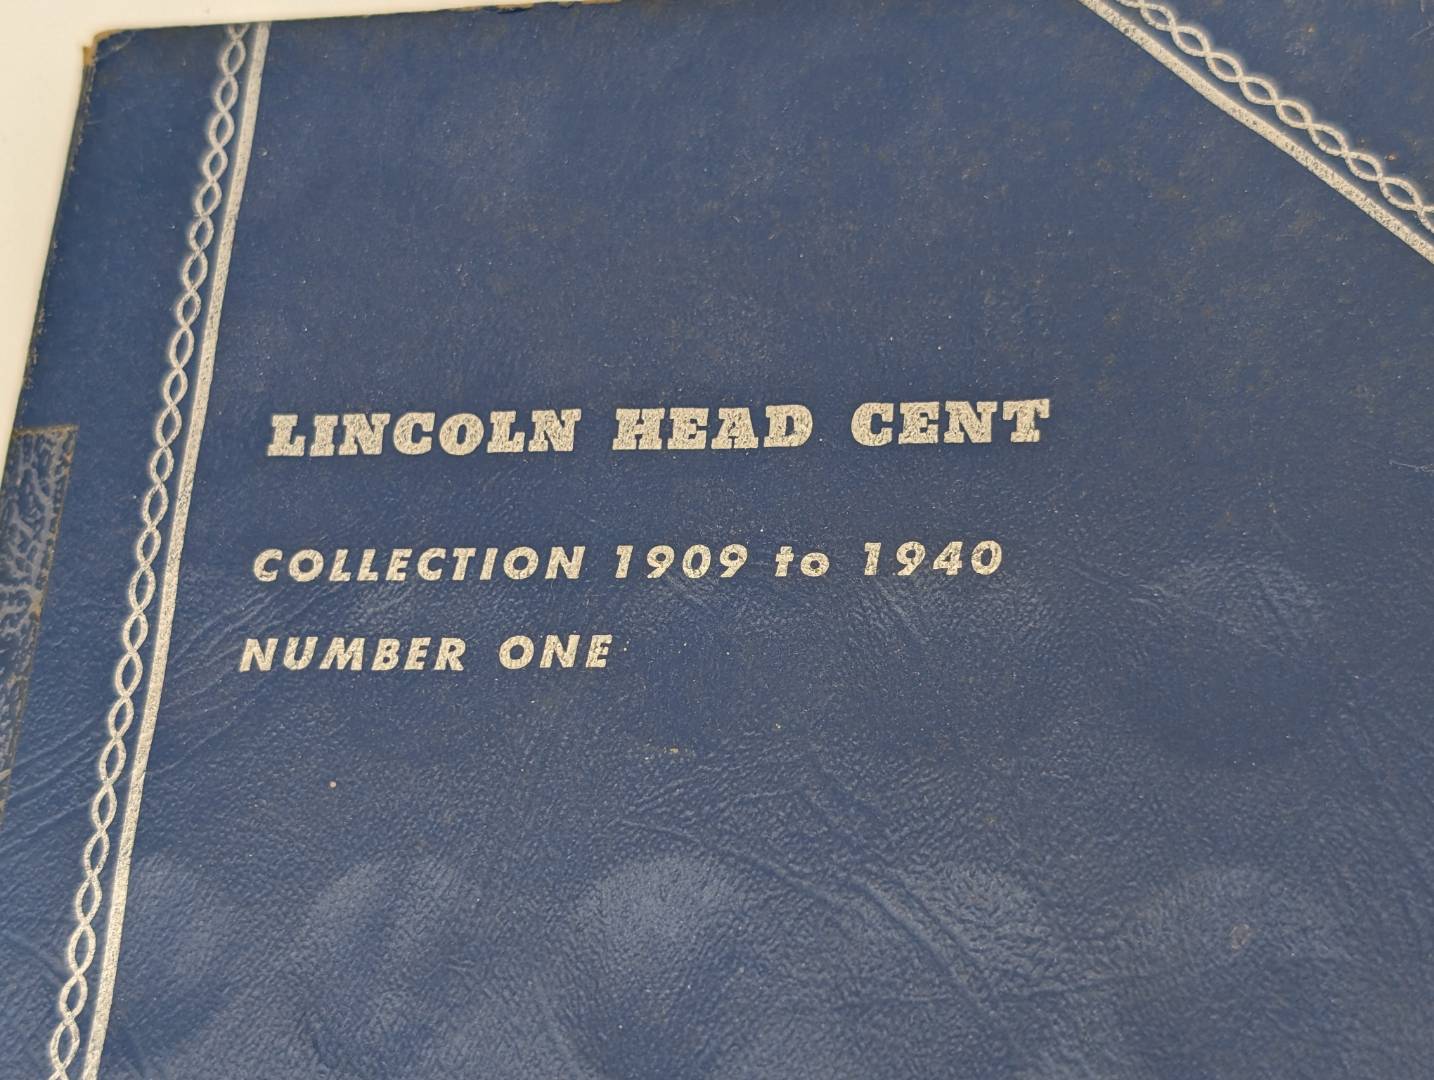 LINCOLN HEAD CENT
COLLECTION 1909 to 1940
NUMBER ONE